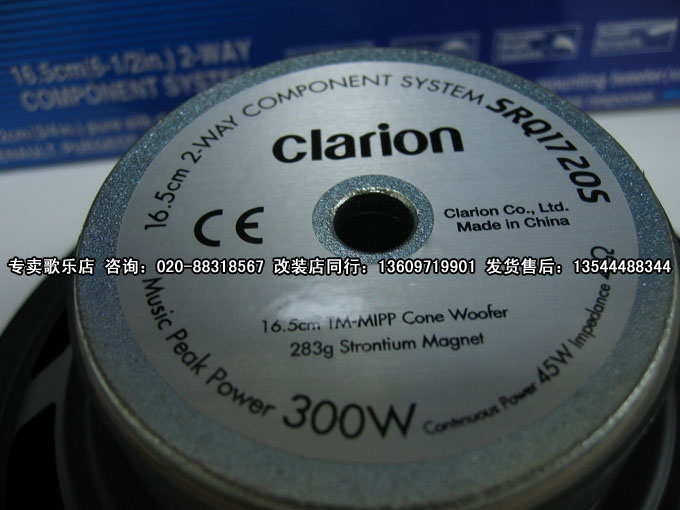 16.5cm(6-1/2in.) 2-WAY
COMPONENT SYSTEM
16.5cm 2-WAY COMPONENT SYSTEM SRQ1720S
clarion
CE
Clarion Co., Ltd.
Made in China
专卖歌乐店 咨询：020-88318567 改装店同行：13609719901 发货售后：13544488344
16.5cm TM-MIPP Cone Woofer
283g Strontium Magnet
Music Peak Power 300W Continuous Power 45W Impedance Ω